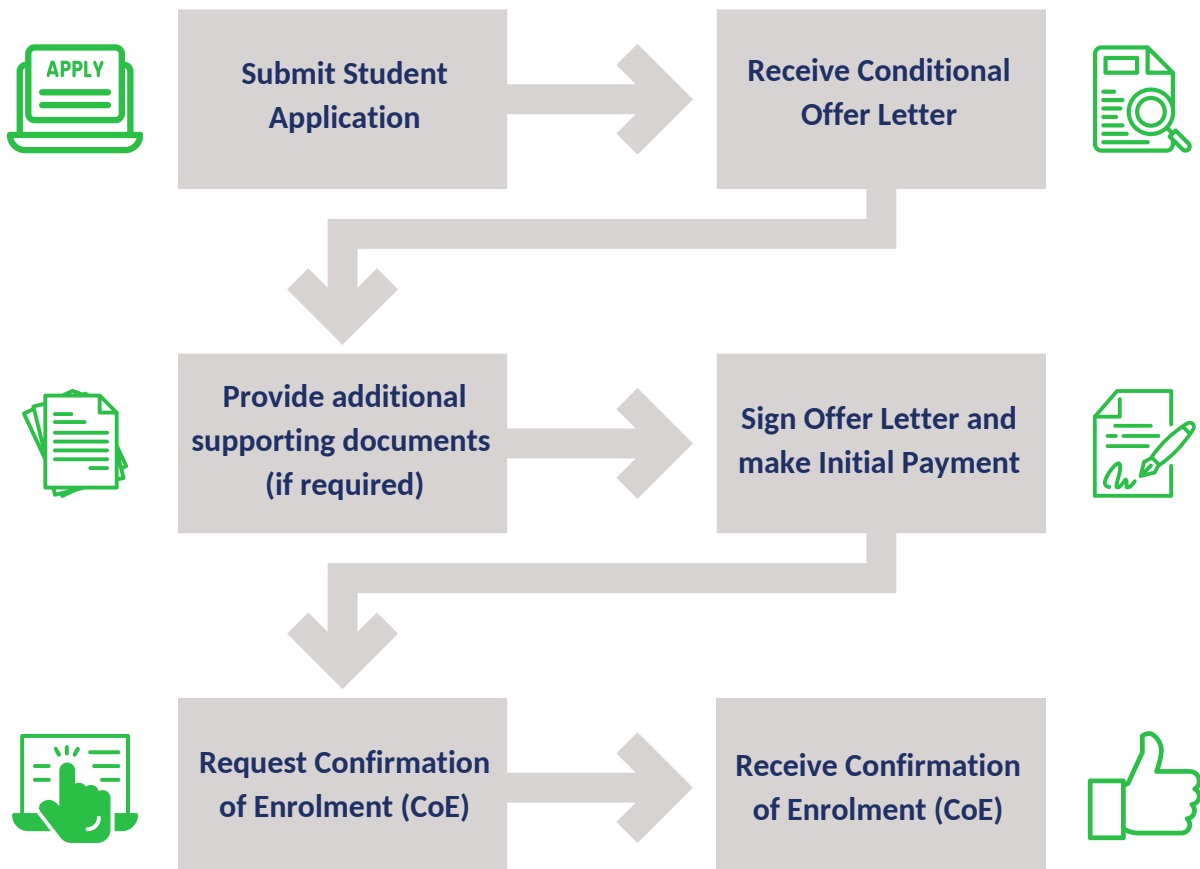 APPLY
Submit Student
Application
Receive Conditional
Offer Letter
Provide additional
supporting documents
(if required)
Sign Offer Letter and
make Initial Payment
Request Confirmation
of Enrolment (CoE)
Receive Confirmation
of Enrolment (CoE)